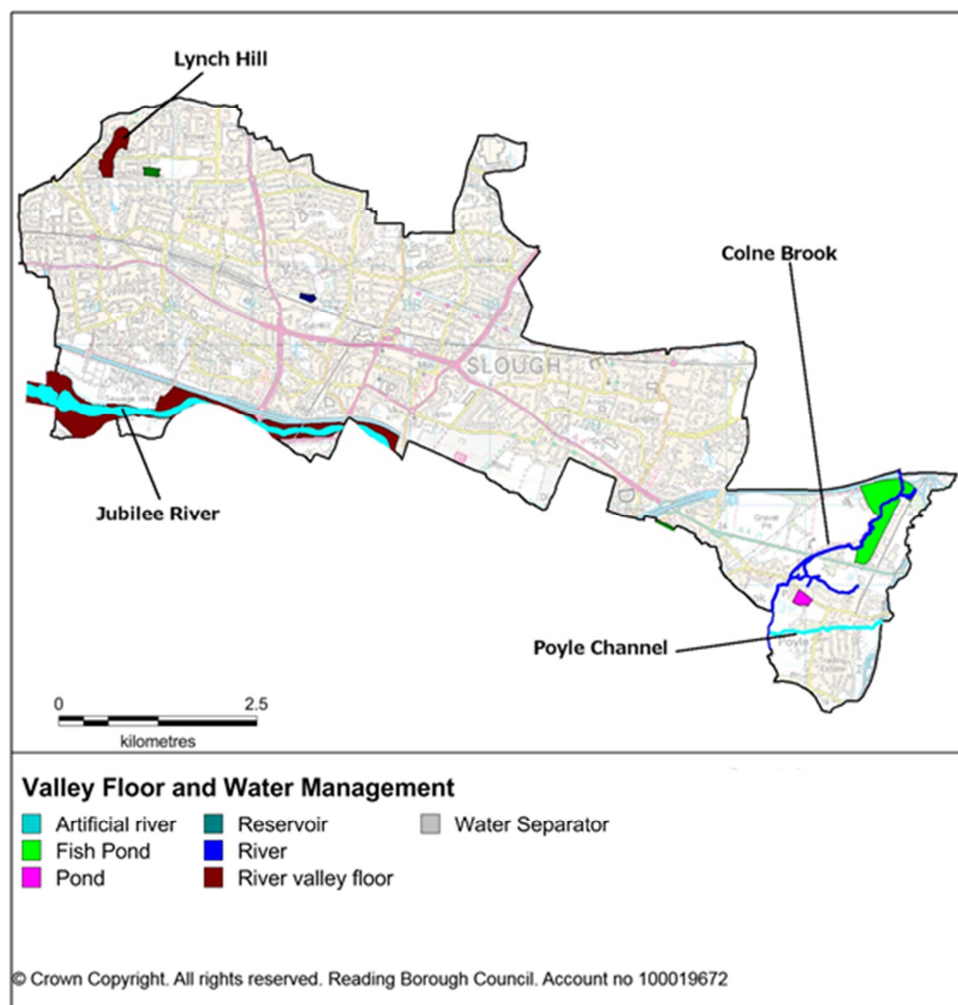 Lynch Hill
Colne Brook
SLOUGH
Jubilee River
Poyle Channel
Poyle
0 2.5
kilometres
Valley Floor and Water Management
Artificial river
Reservoir
Water Separator
Fish Pond
River
Pond
River valley floor
© Crown Copyright. All rights reserved. Reading Borough Council. Account no 100019672